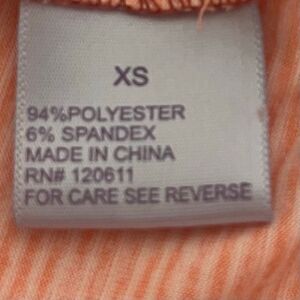 XS
94%POLYESTER
6% SPANDEX
MADE IN CHINA
RN# 120611
FOR CARE SEE REVERSE